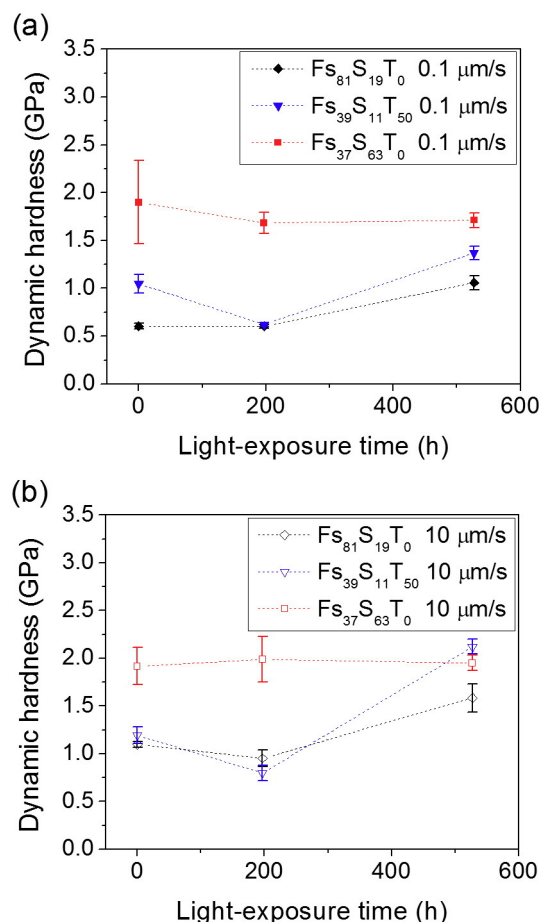 (a)
3.5
3.0
2.5
2.0
1.5
1.0
0.5
0.0
Dynamic hardness (GPa)
Fs81S19T0 0.1 μm/s
Fs39S11T50 0.1 μm/s
Fs37S63T0 0.1 μm/s
0 200 400 600
Light-exposure time (h)
(b)
3.5
3.0
2.5
2.0
1.5
1.0
0.5
0.0
Dynamic hardness (GPa)
Fs81S19T0 10 μm/s
Fs39S11T50 10 μm/s
Fs37S63T0 10 μm/s
0 200 400 600
Light-exposure time (h)